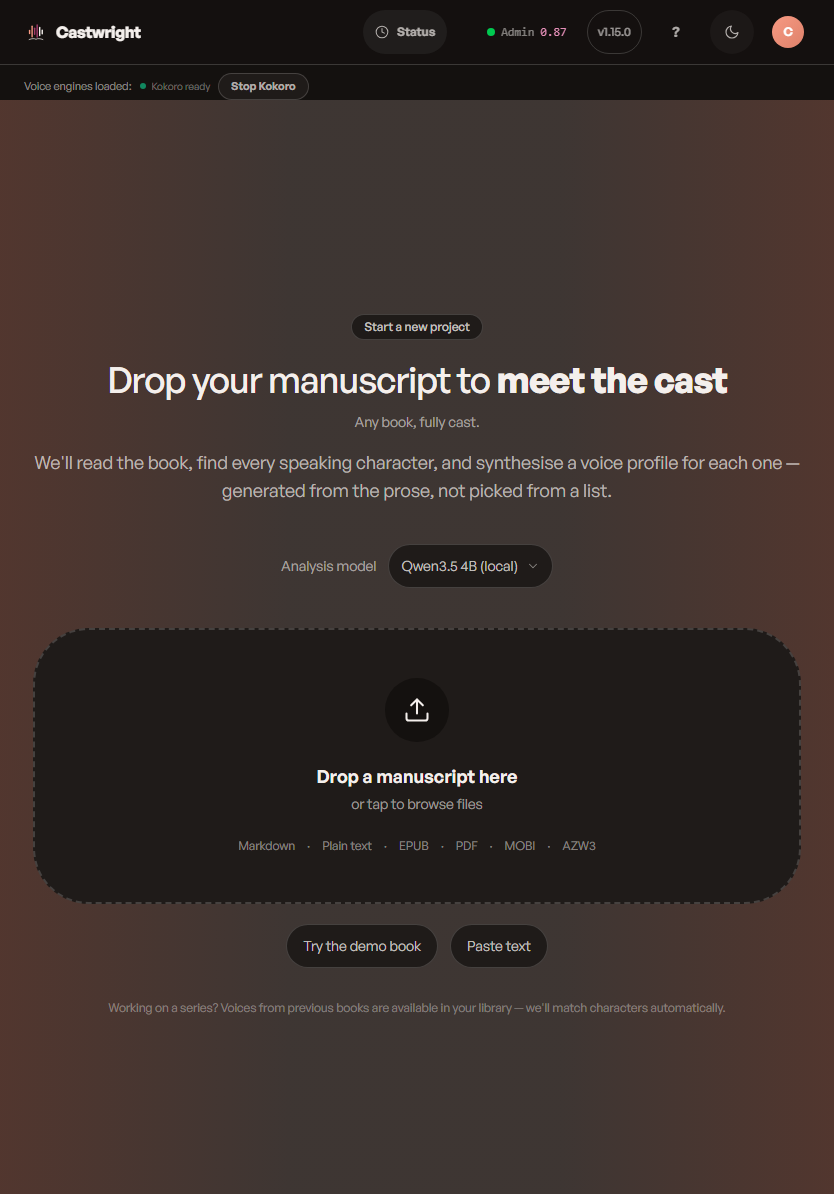 Castwright
Status
Admin 0.87
v1.15.0
?
C
Voice engines loaded:
Kokoro ready
Stop Kokoro
Start a new project
Drop your manuscript to meet the cast
Any book, fully cast.
We'll read the book, find every speaking character, and synthesise a voice profile for each one —
generated from the prose, not picked from a list.
Analysis model
Qwen3.5 4B (local)
Drop a manuscript here
or tap to browse files
Markdown · Plain text · EPUB · PDF · MOBI · AZW3
Try the demo book
Paste text
Working on a series? Voices from previous books are available in your library — we'll match characters automatically.